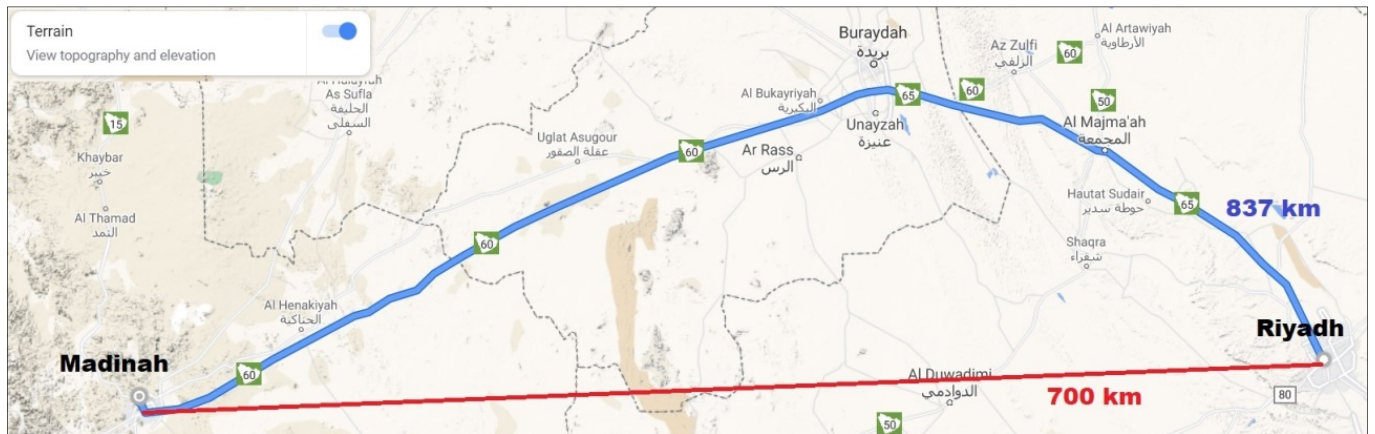 Terrain
View topography and elevation
As Sufla
الحليفة
السفلى
15
Khaybar
خيبر
Al Thamad
الثمد
Uglat Asugour
عقلة الصقور
60
Buraydah
بريدة
Al Bukayriyah
البكيرية
65
60
Unayzah
عنيزة
Ar Rass
الرس
Az Zulfi
الزلفي
60
Al Artawiyah
الأرطاوية
50
Al Majma'ah
المجمعة
Hautat Sudair
حوطة سدير
65
837 km
Shaqra
شقراء
60
Al Henakiyah
الحناكية
Madinah
60
Riyadh
Al Duwadimi
الدوادمي
700 km
80
50